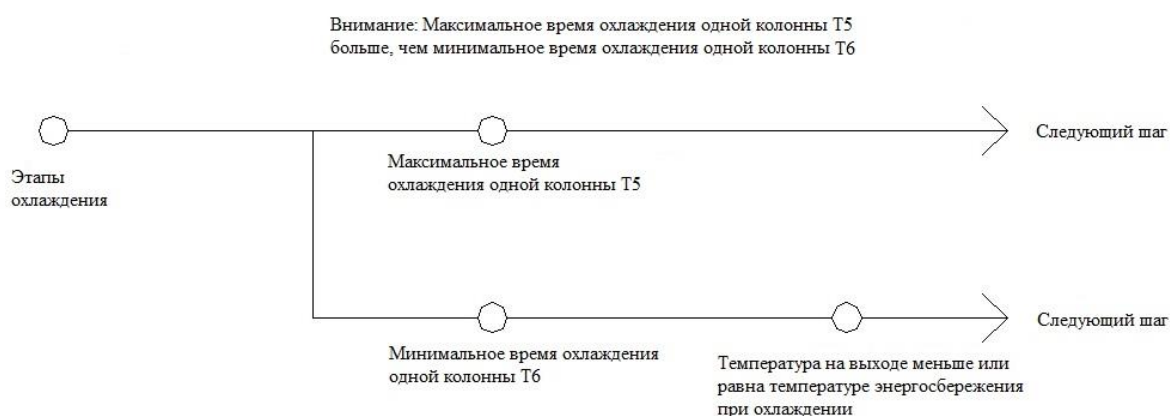 Внимание: Максимальное время охлаждения одной колонны Т5
больше, чем минимальное время охлаждения одной колонны Т6
Следующий шаг
Этапы
охлаждения
Максимальное время
охлаждения одной колонны Т5
Следующий шаг
Минимальное время охлаждения
одной колонны Т6
Температура на выходе меньше или
равна температуре энергосбережения
при охлаждении